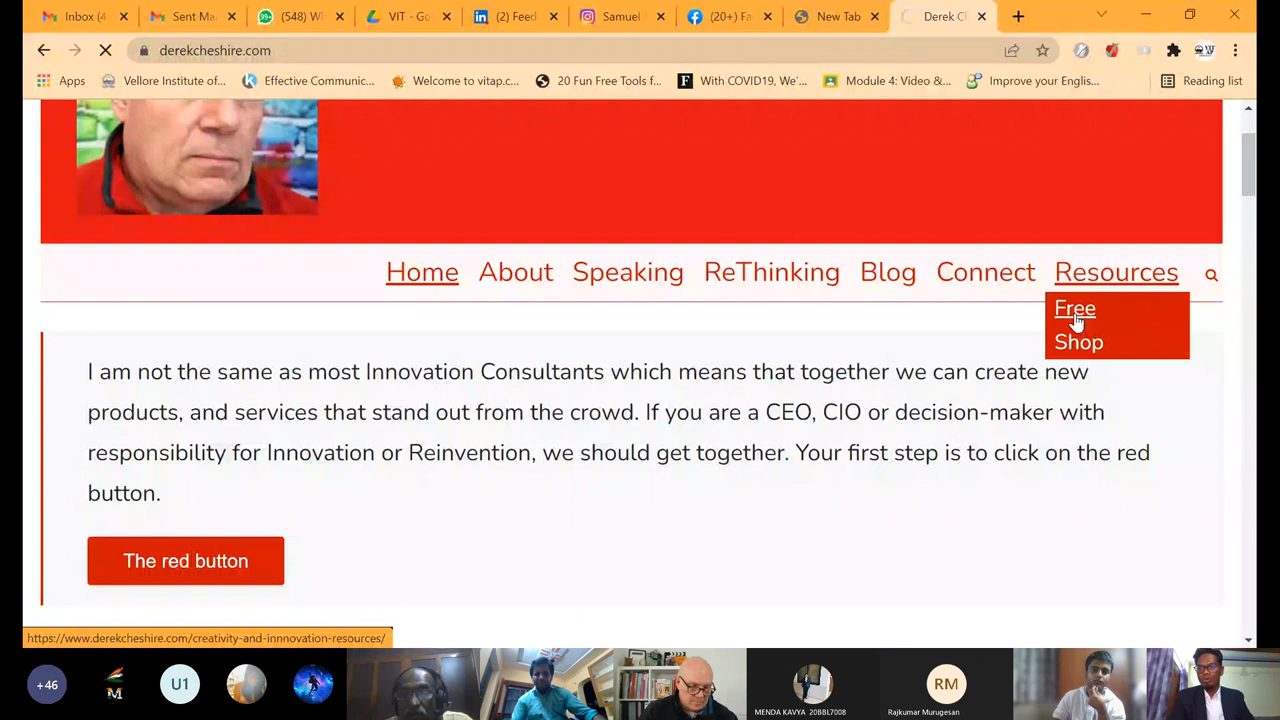 Inbox (4
Sent Ma
(548) Wh
VIT - Go
(2) Feed
Samuel
(20+) Fa
New Tab
Derek Cl
derekcheshire.com
Apps
Vellore Institute of...
Effective Communic...
Welcome to vitap.c...
20 Fun Free Tools f...
With COVID19, We'...
Module 4: Video &...
Improve your Englis...
Reading list
Home
About
Speaking
ReThinking
Blog
Connect
Resources
Free
Shop
I am not the same as most Innovation Consultants which means that together we can create new
products, and services that stand out from the crowd. If you are a CEO, CIO or decision-maker with
responsibility for Innovation or Reinvention, we should get together. Your first step is to click on the red
button.
The red button
https://www.derekcheshire.com/creativity-and-innnovation-resources/
+46
M
U1
MENDA KAVYA 20BBL7008
RM
Rajkumar Murugesan